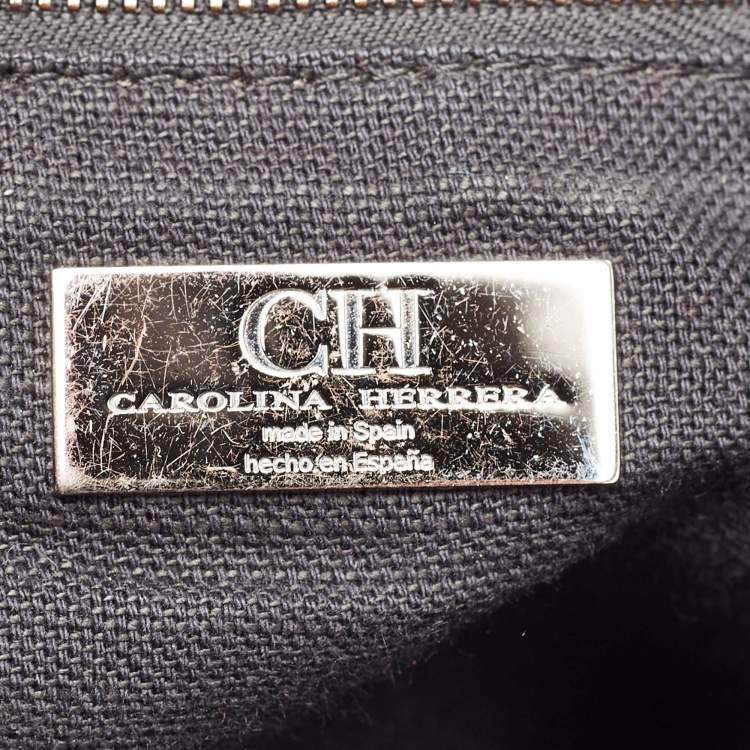 CH
CAROLINA HERRERA
made in Spain
hecho en España